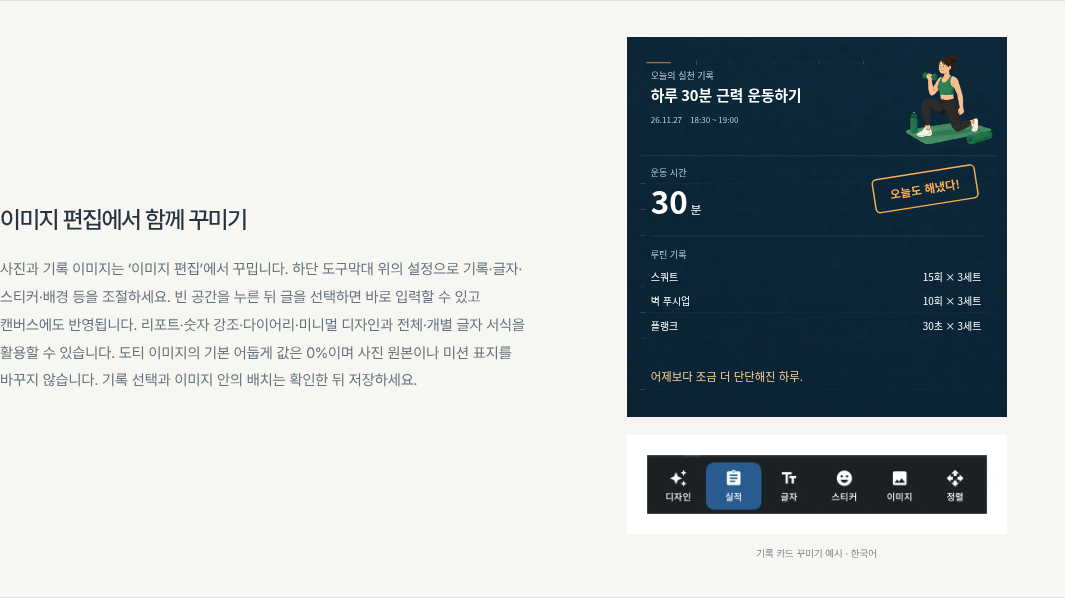 이미지 편집에서 함께 꾸미기
사진과 기록 이미지는 ‘이미지 편집’에서 꾸밉니다. 하단 도구막대 위의 설정으로 기록·글자·
스티커·배경 등을 조절하세요. 빈 공간을 누른 뒤 글을 선택하면 바로 입력할 수 있고
캔버스에도 반영됩니다. 리포트·숫자 강조·다이어리·미니멀 디자인과 전체·개별 글자 서식을
활용할 수 있습니다. 도티 이미지의 기본 어둡게 값은 0%이며 사진 원본이나 미션 표지를
바꾸지 않습니다. 기록 선택과 이미지 안의 배치는 확인한 뒤 저장하세요.
오늘의 실천 기록
하루 30분 근력 운동하기
26.11.27 18:30 ~ 19:00
운동 시간
30 분
오늘도 해냈다!
루틴 기록
스쿼트 15회 × 3세트
벽 푸시업 10회 × 3세트
플랭크 30초 × 3세트
어제보다 조금 더 단단해진 하루.
디자인 실적 글자 스티커 이미지 정렬
기록 카드 꾸미기 예시 · 한국어